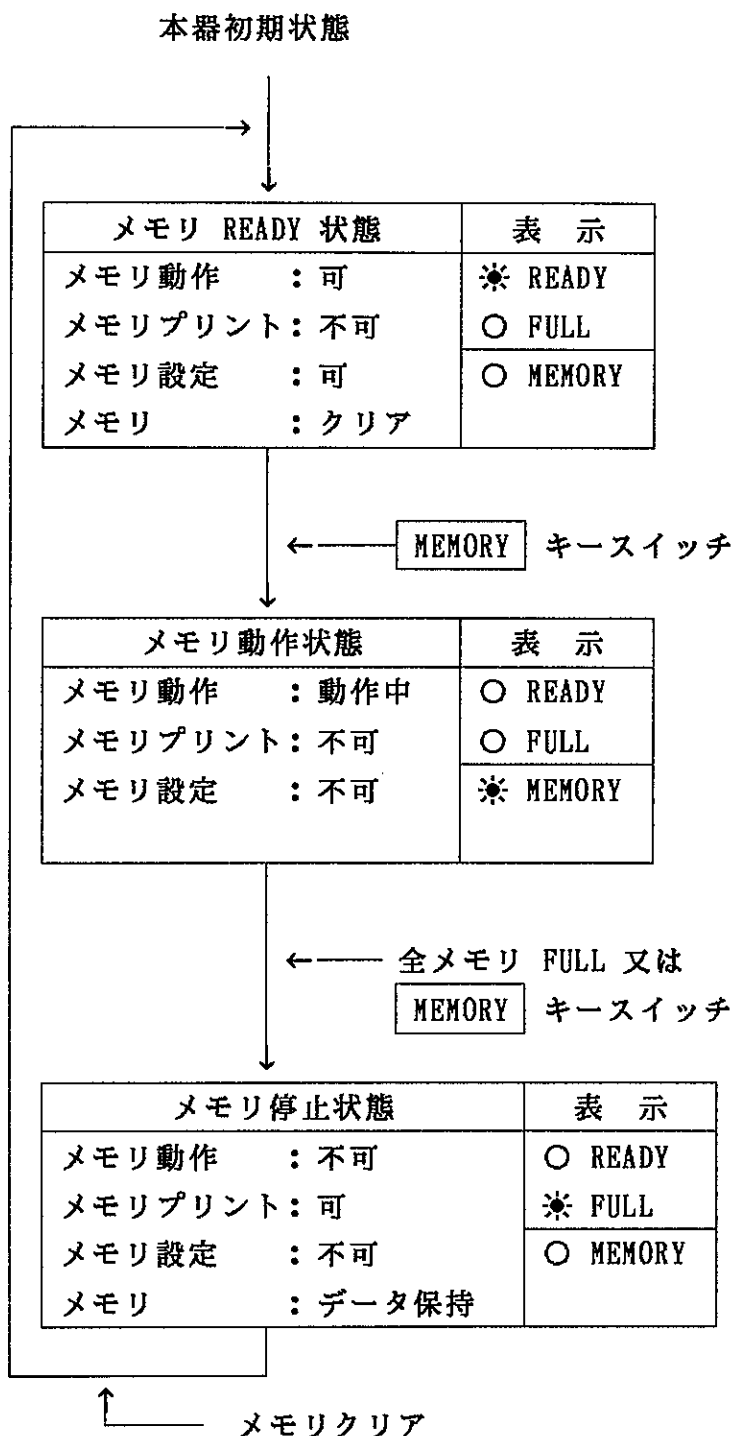 本器初期状態
メモリ READY 状態 表 示
メモリ動作 : 可 ☀ READY
メモリプリント: 不可 ○ FULL
メモリ設定 : 可 ○ MEMORY
メモリ : クリア
MEMORY キースイッチ
メモリ動作状態 表 示
メモリ動作 : 動作中 ○ READY
メモリプリント: 不可 ○ FULL
メモリ設定 : 不可 ☀ MEMORY
全メモリ FULL 又は
MEMORY キースイッチ
メモリ停止状態 表 示
メモリ動作 : 不可 ○ READY
メモリプリント: 可 ☀ FULL
メモリ設定 : 不可 ○ MEMORY
メモリ : データ保持
メモリクリア